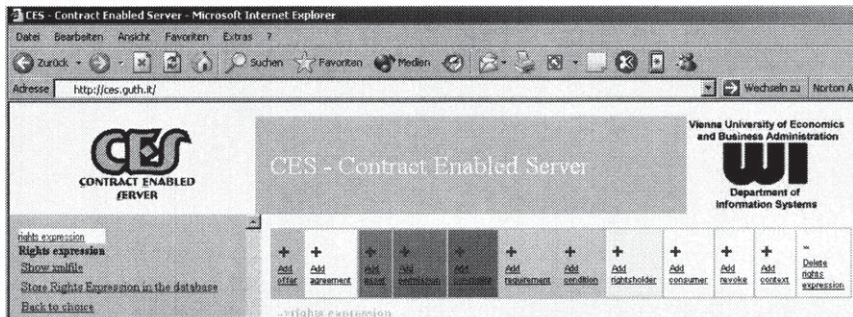 CES - Contract Enabled Server - Microsoft Internet Explorer
Datei Bearbeiten Ansicht Favoriten Extras ?
Zurück Suchen Favoriten Medien
Adresse http://ces.guth.it/ Wechseln zu Norton A
CES
CONTRACT ENABLED
SERVER
CES - Contract Enabled Server
Vienna University of Economics
and Business Administration
WI
Department of
Information Systems
rights expression
Rights expression
Show xmlfile
Store Rights Expression in the database
Back to choice
+ Add offer
+ Add agreement
+ Add asset
+ Add permission
+ Add constraint
+ Add requirement
+ Add condition
+ Add rightsholder
+ Add consumer
+ Add revoke
+ Add context
- Delete rights expression
rights expression